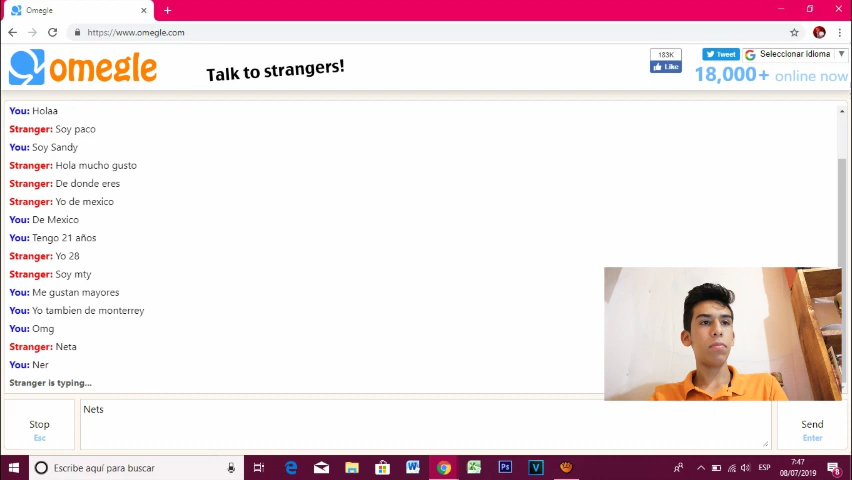 Omegle
https://www.omegle.com
omegle
Talk to strangers!
183K
Like
Tweet
Seleccionar idioma
18,000+ online now
You: Holaa
Stranger: Soy paco
You: Soy Sandy
Stranger: Hola mucho gusto
Stranger: De donde eres
Stranger: Yo de mexico
You: De Mexico
You: Tengo 21 años
Stranger: Yo 28
Stranger: Soy mty
You: Me gustan mayores
You: Yo tambien de monterrey
You: Omg
Stranger: Neta
You: Ner
Stranger is typing...
Stop
Esc
Nets
Send
Enter
Escribe aquí para buscar
ESP
7:47
08/07/2019
8